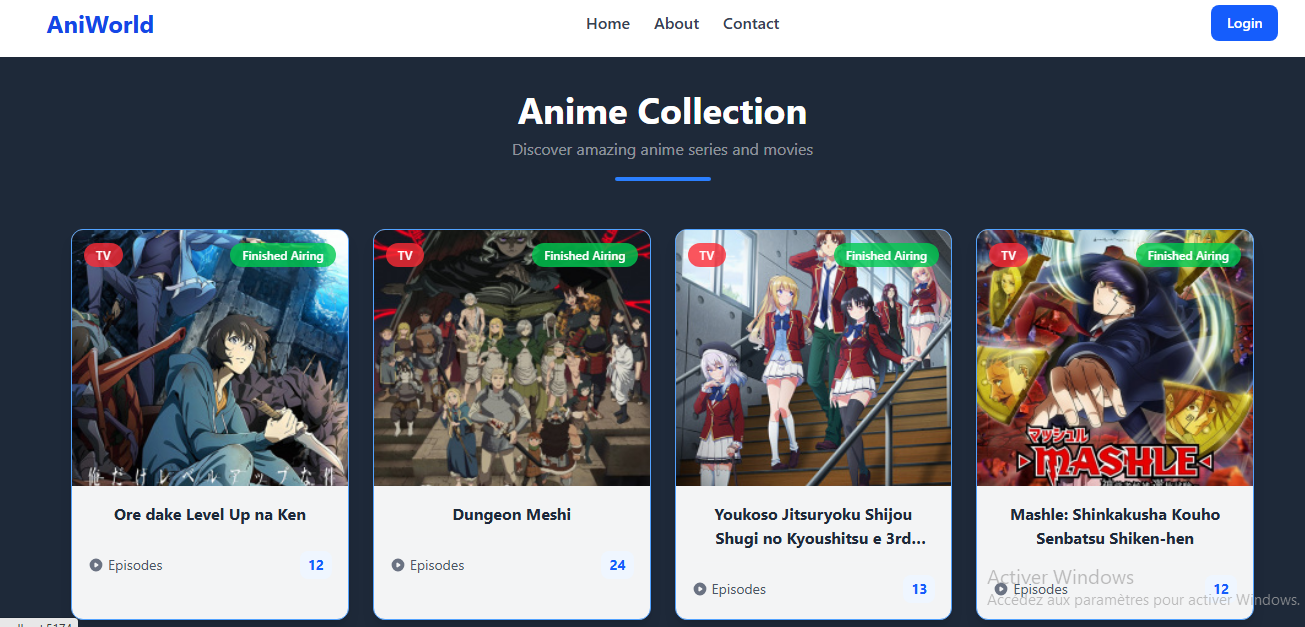 AniWorld
Home
About
Contact
Login
Anime Collection
Discover amazing anime series and movies
TV
Finished Airing
TV
Finished Airing
TV
Finished Airing
TV
Finished Airing
俺だけレベルアップな件
マッシュル
MASHLE
Ore dake Level Up na Ken
Dungeon Meshi
Youkoso Jitsuryoku Shijou
Shugi no Kyoushitsu e 3rd...
Mashle: Shinkakusha Kouho
Senbatsu Shiken-hen
Episodes
12
Episodes
24
Episodes
13
Episodes
12
Activer Windows
Accédez aux paramètres pour activer Windows.